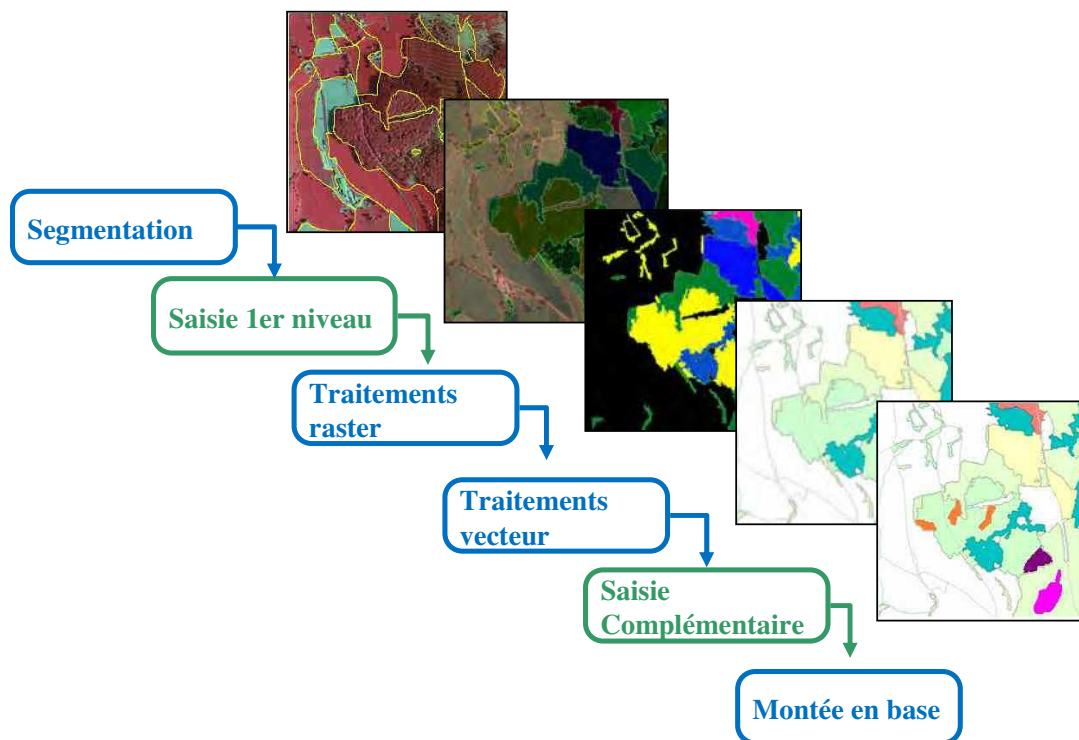 Segmentation
Saisie 1er niveau
Traitements
raster
Traitements
vecteur
Saisie
Complémentaire
Montée en base